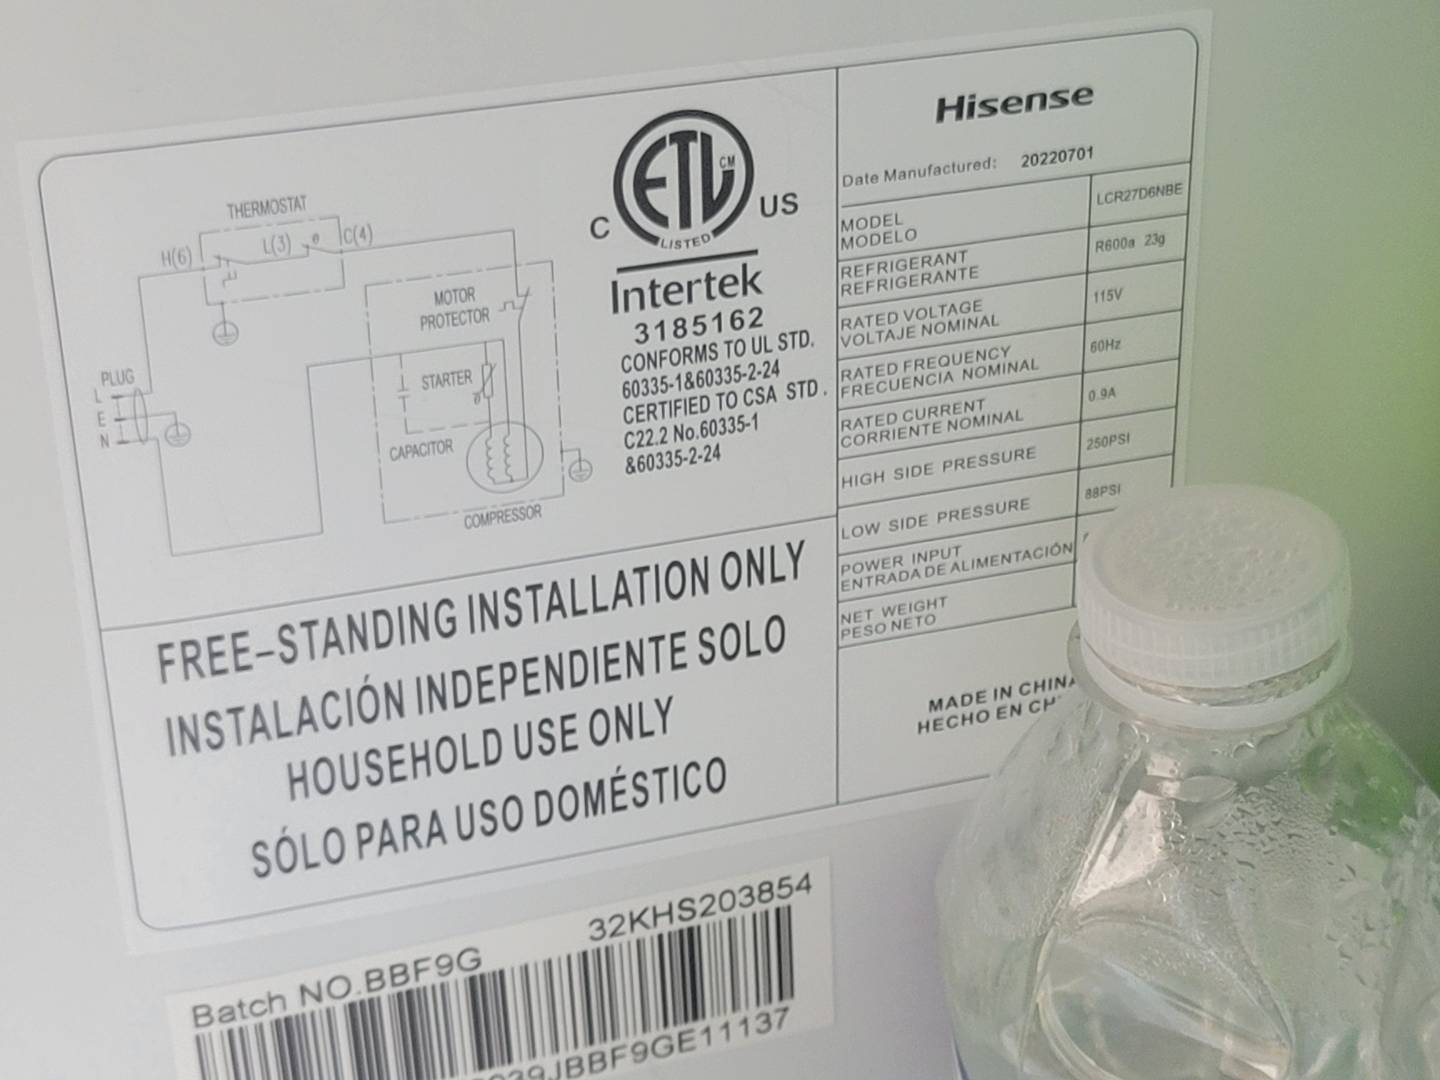 THERMOSTAT
H(6) L(3) C(4)
MOTOR
PROTECTOR
PLUG
L
E
N
STARTER
CAPACITOR
COMPRESSOR
ETL CM
C US
LISTED
Intertek
3185162
CONFORMS TO UL STD.
60335-1&60335-2-24
CERTIFIED TO CSA STD.
C22.2 No.60335-1
&60335-2-24
FREE-STANDING INSTALLATION ONLY
INSTALACIÓN INDEPENDIENTE SOLO
HOUSEHOLD USE ONLY
SÓLO PARA USO DOMÉSTICO
Hisense
Date Manufactured: 20220701
MODEL LCR27D6NBE
MODELO
REFRIGERANT R600a 23g
REFRIGERANTE
RATED VOLTAGE 115V
VOLTAJE NOMINAL
RATED FREQUENCY 60Hz
FRECUENCIA NOMINAL
RATED CURRENT 0.9A
CORRIENTE NOMINAL
HIGH SIDE PRESSURE 250PSI
LOW SIDE PRESSURE 88PSI
POWER INPUT
ENTRADA DE ALIMENTACIÓN
NET WEIGHT
PESO NETO
MADE IN CHINA
HECHO EN CH
Batch NO.BBF9G 32KHS203854
039JBBF9GE11137